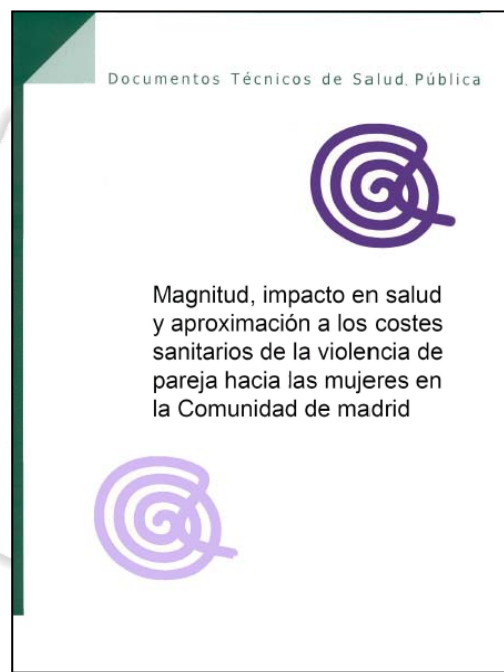 Documentos Técnicos de Salud Pública
Magnitud, impacto en salud
y aproximación a los costes
sanitarios de la violencia de
pareja hacia las mujeres en
la Comunidad de madrid